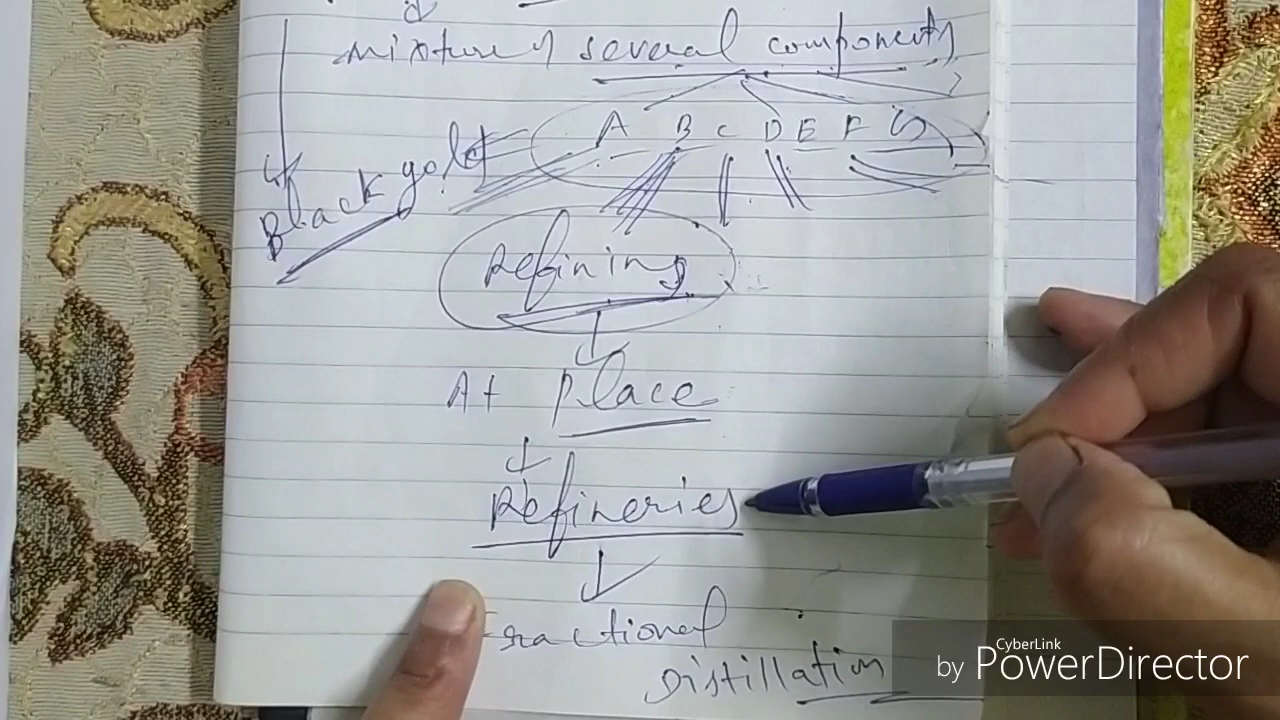 mixture of several components
A B C D E F G
Black gold
Refining
At place
Refineries
Fractional
Distillation
CyberLink
by PowerDirector